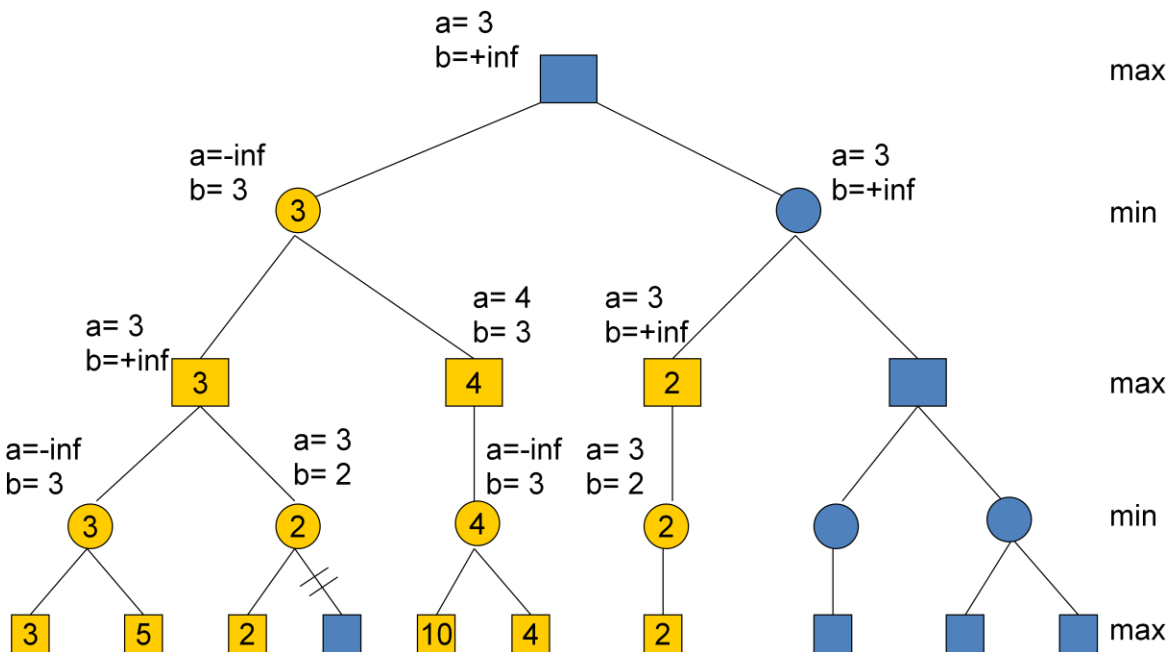 a= 3
b=+inf
max
a=-inf
b= 3
3
a= 3
b=+inf
min
a= 3
b=+inf
3
a= 4
b= 3
4
a= 3
b=+inf
2
max
a=-inf
b= 3
3
a= 3
b= 2
2
a=-inf
b= 3
4
a= 3
b= 2
2
min
3
5
2
10
4
2
max